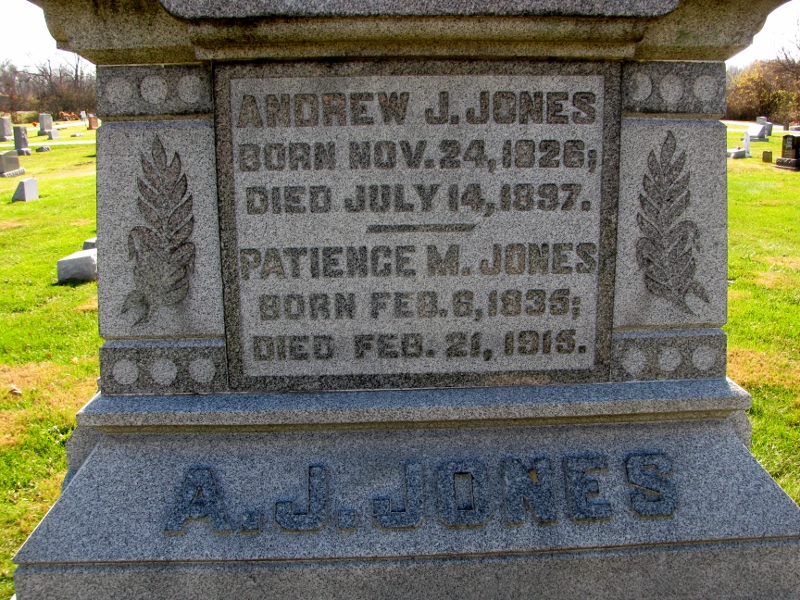 ANDREW J. JONES
BORN NOV. 24, 1826;
DIED JULY 14, 1897.
PATIENCE M. JONES
BORN FEB. 6, 1835;
DIED FEB. 21, 1915.
A. J. JONES